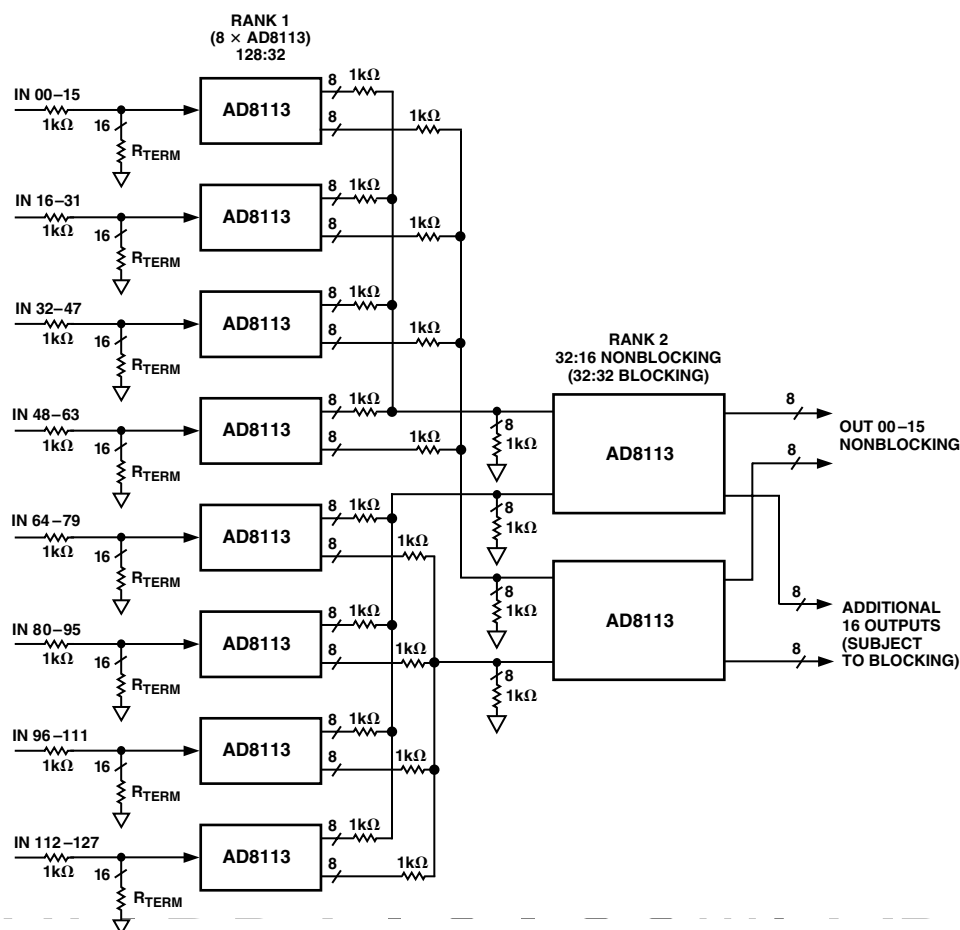 RANK 1
(8 × AD8113)
128:32
IN 00–15
1kΩ
16
RTERM
AD8113
8
1kΩ
8
1kΩ
IN 16–31
1kΩ
16
RTERM
AD8113
8
1kΩ
8
1kΩ
IN 32–47
1kΩ
16
RTERM
AD8113
8
1kΩ
8
1kΩ
IN 48–63
1kΩ
16
RTERM
AD8113
8
1kΩ
8
1kΩ
IN 64–79
1kΩ
16
RTERM
AD8113
8
1kΩ
8
1kΩ
IN 80–95
1kΩ
16
RTERM
AD8113
8
1kΩ
8
1kΩ
IN 96–111
1kΩ
16
RTERM
AD8113
8
1kΩ
8
1kΩ
IN 112–127
1kΩ
16
RTERM
AD8113
8
1kΩ
8
1kΩ
RANK 2
32:16 NONBLOCKING
(32:32 BLOCKING)
8
1kΩ
8
1kΩ
8
1kΩ
8
1kΩ
AD8113
AD8113
8
8
OUT 00–15
NONBLOCKING
8
8
ADDITIONAL
16 OUTPUTS
(SUBJECT
TO BLOCKING)